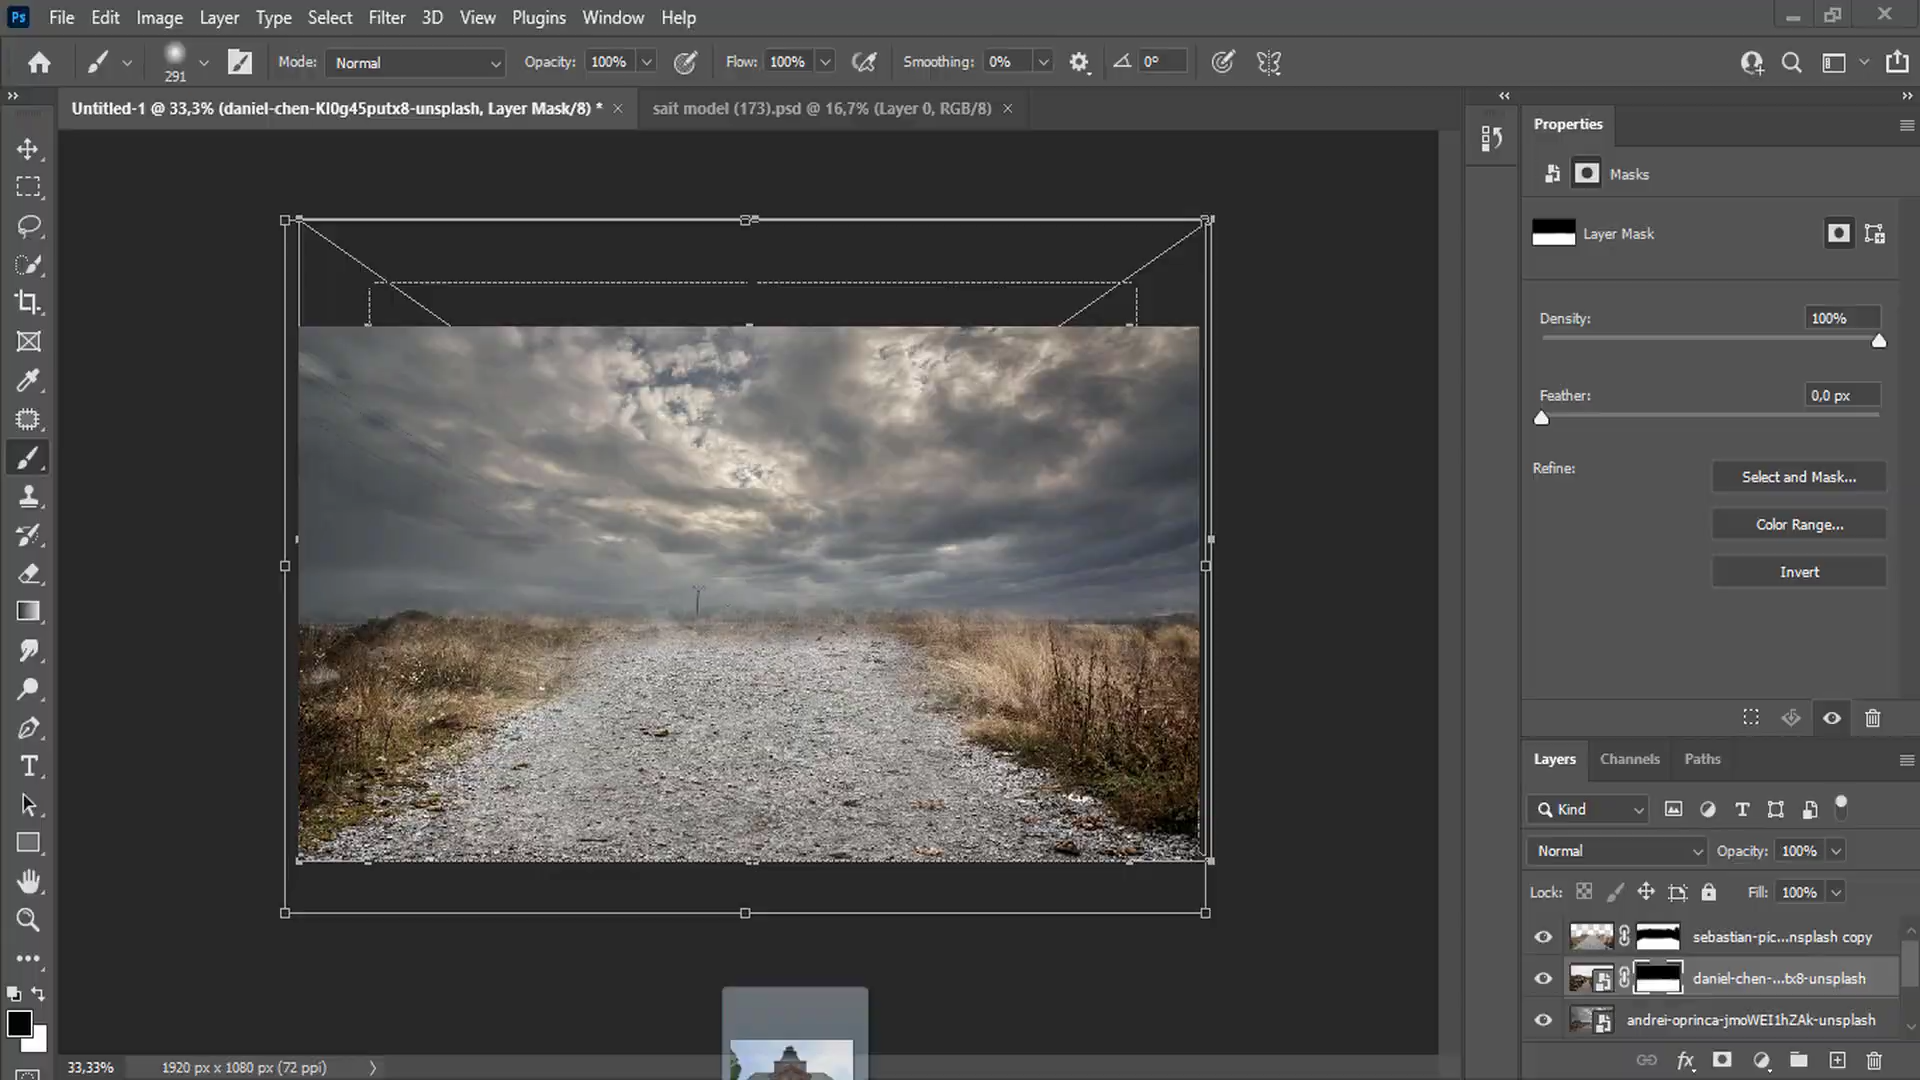 Ps File Edit Image Layer Type Select Filter 3D View Plugins Window Help
291 Mode: Normal Opacity: 100% Flow: 100% Smoothing: 0% 0°
Untitled-1 @ 33,3% (daniel-chen-KI0g45putx8-unsplash, Layer Mask/8) * × sait model (173).psd @ 16,7% (Layer 0, RGB/8) ×
Properties
Masks
Layer Mask
Density: 100%
Feather: 0,0 px
Refine:
Select and Mask...
Color Range...
Invert
Layers Channels Paths
Kind
Normal Opacity: 100%
Lock: Fill: 100%
sebastian-pic...nsplash copy
daniel-chen-...tx8-unsplash
andrei-oprinca-jmoWEI1hZAk-unsplash
33,33% 1920 px x 1080 px (72 ppi)